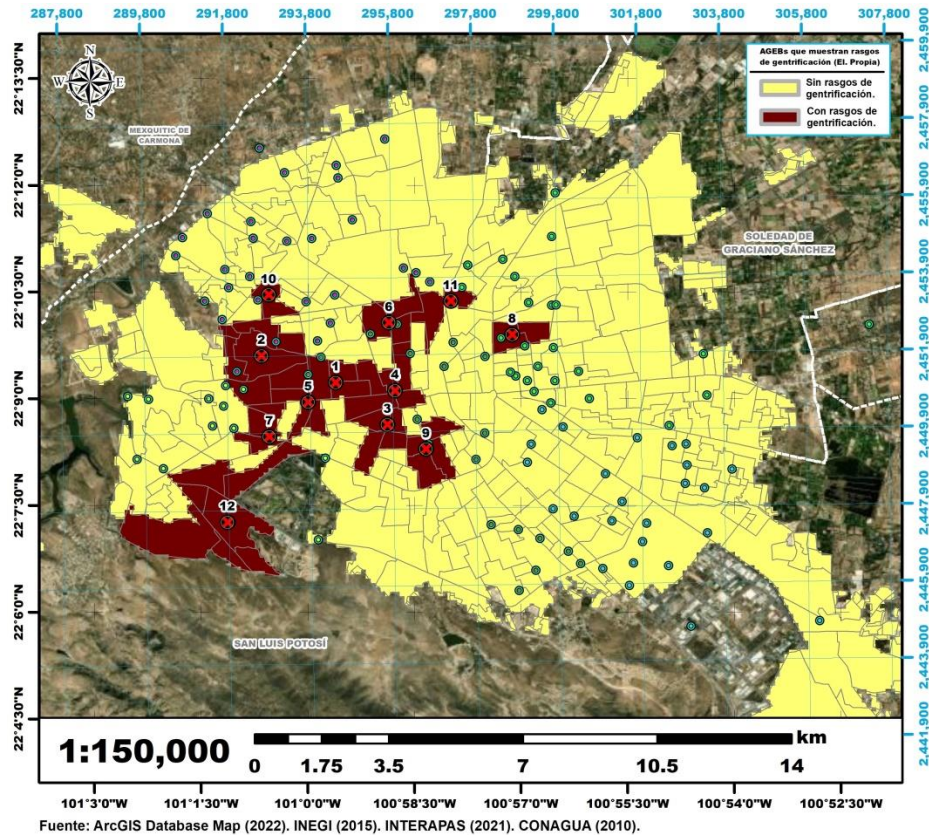 287,800 289,800 291,800 293,800 295,800 297,800 299,800 301,800 303,800 305,800 307,800
2,459,900
2,457,900
2,455,900
2,453,900
2,451,900
2,449,900
2,447,900
2,445,900
2,443,900
2,441,900
22°13'30"N
22°12'0"N
22°10'30"N
22°9'0"N
22°7'30"N
22°6'0"N
22°4'30"N
N
W E
S
AGEBs que muestran rasgos
de gentrificación (El. Propia)
Sin rasgos de
gentrificación.
Con rasgos de
gentrificación.
MEXQUITIC DE
CARMONA
SOLEDAD DE
GRACIANO SÁNCHEZ
10
11
6
8
2
1
4
5
3
7
9
12
SAN LUIS POTOSÍ
1:150,000
km
0 1.75 3.5 7 10.5 14
101°3'0"W 101°1'30"W 101°0'0"W 100°58'30"W 100°57'0"W 100°55'30"W 100°54'0"W 100°52'30"W
Fuente: ArcGIS Database Map (2022). INEGI (2015). INTERAPAS (2021). CONAGUA (2010).